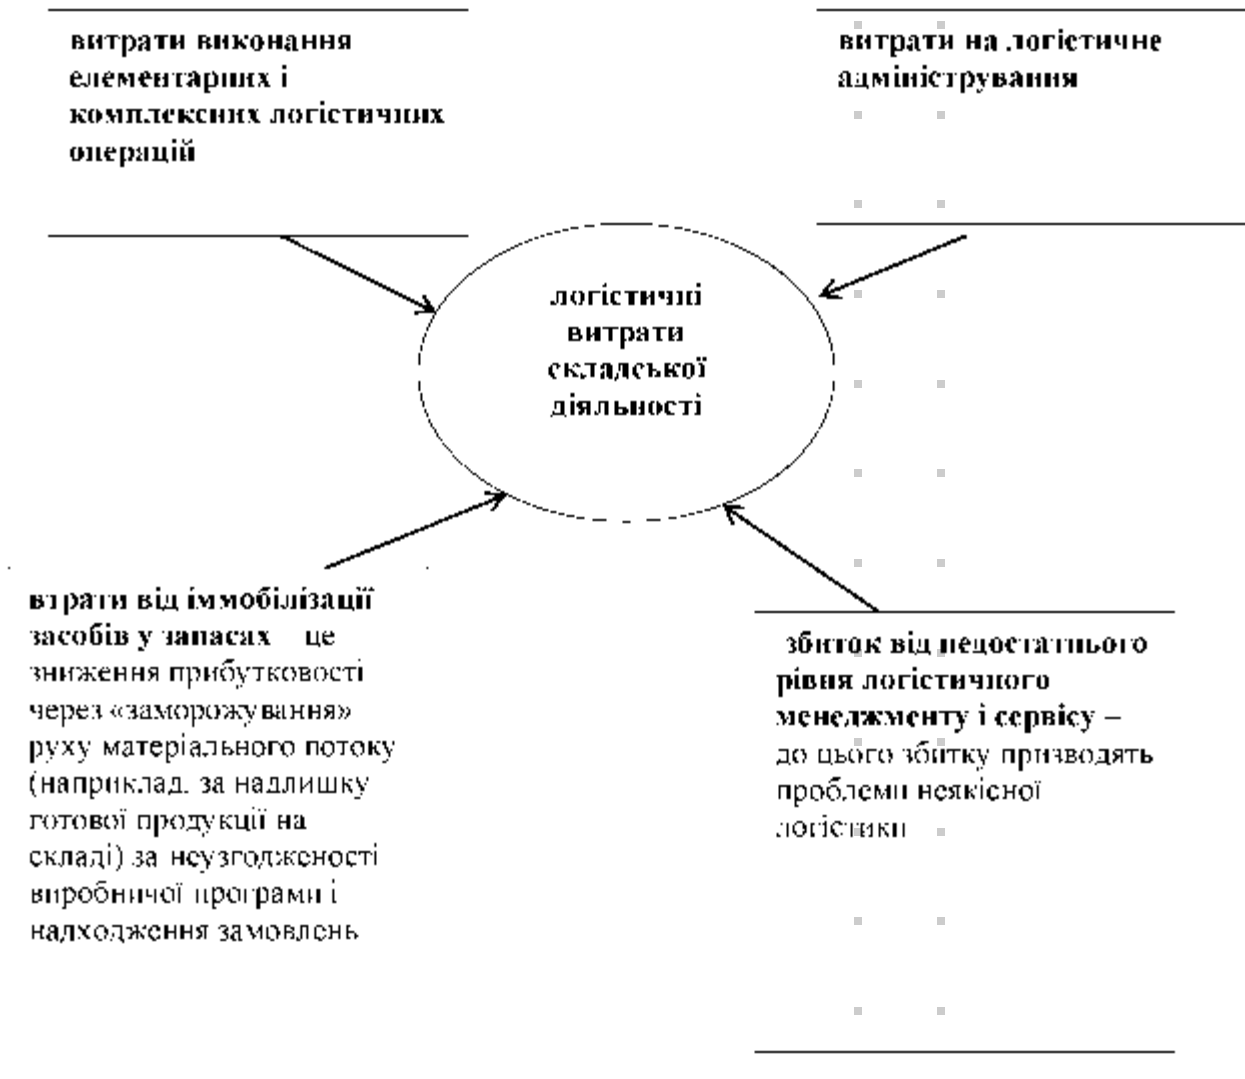 витрати виконання
елементарних і
комплексних логістичних
операцій
витрати на логістичне
адміністрування
логістичні
витрати
складської
діяльності
втрати від іммобілізації
засобів у запасах це
зниження прибутковості
через «заморожування»
руху матеріального потоку
(наприклад, за надлишку
готової продукції на
складі) за неузгодженості
виробничої програми і
надходження замовлень
збиток від недостатнього
рівня логістичного
менеджменту і сервісу –
до цього збитку призводять
проблеми неякісної
логістики